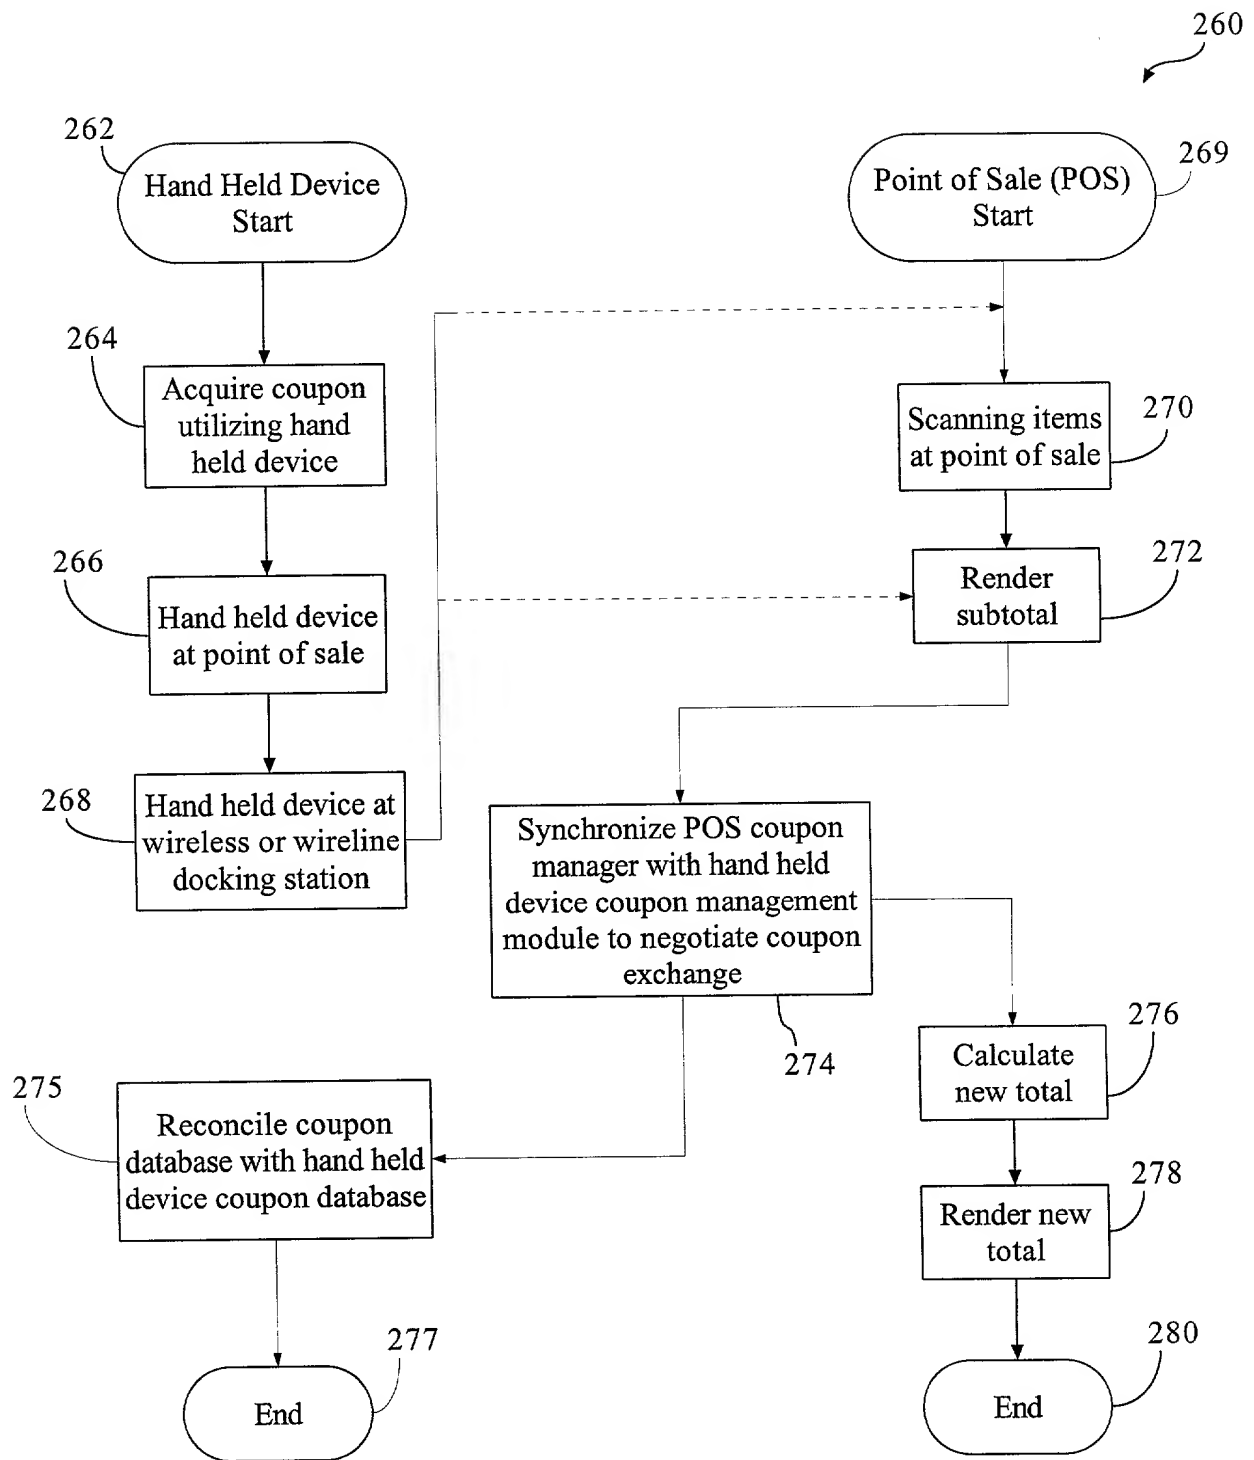 260
262
Hand Held Device
Start
Point of Sale (POS)
Start
269
264
Acquire coupon
utilizing hand
held device
Scanning items
at point of sale
270
266
Hand held device
at point of sale
Render
subtotal
272
268
Hand held device at
wireless or wireline
docking station
Synchronize POS coupon
manager with hand held
device coupon management
module to negotiate coupon
exchange
274
275
Reconcile coupon
database with hand held
device coupon database
276
Calculate
new total
278
Render new
total
277
End
280
End